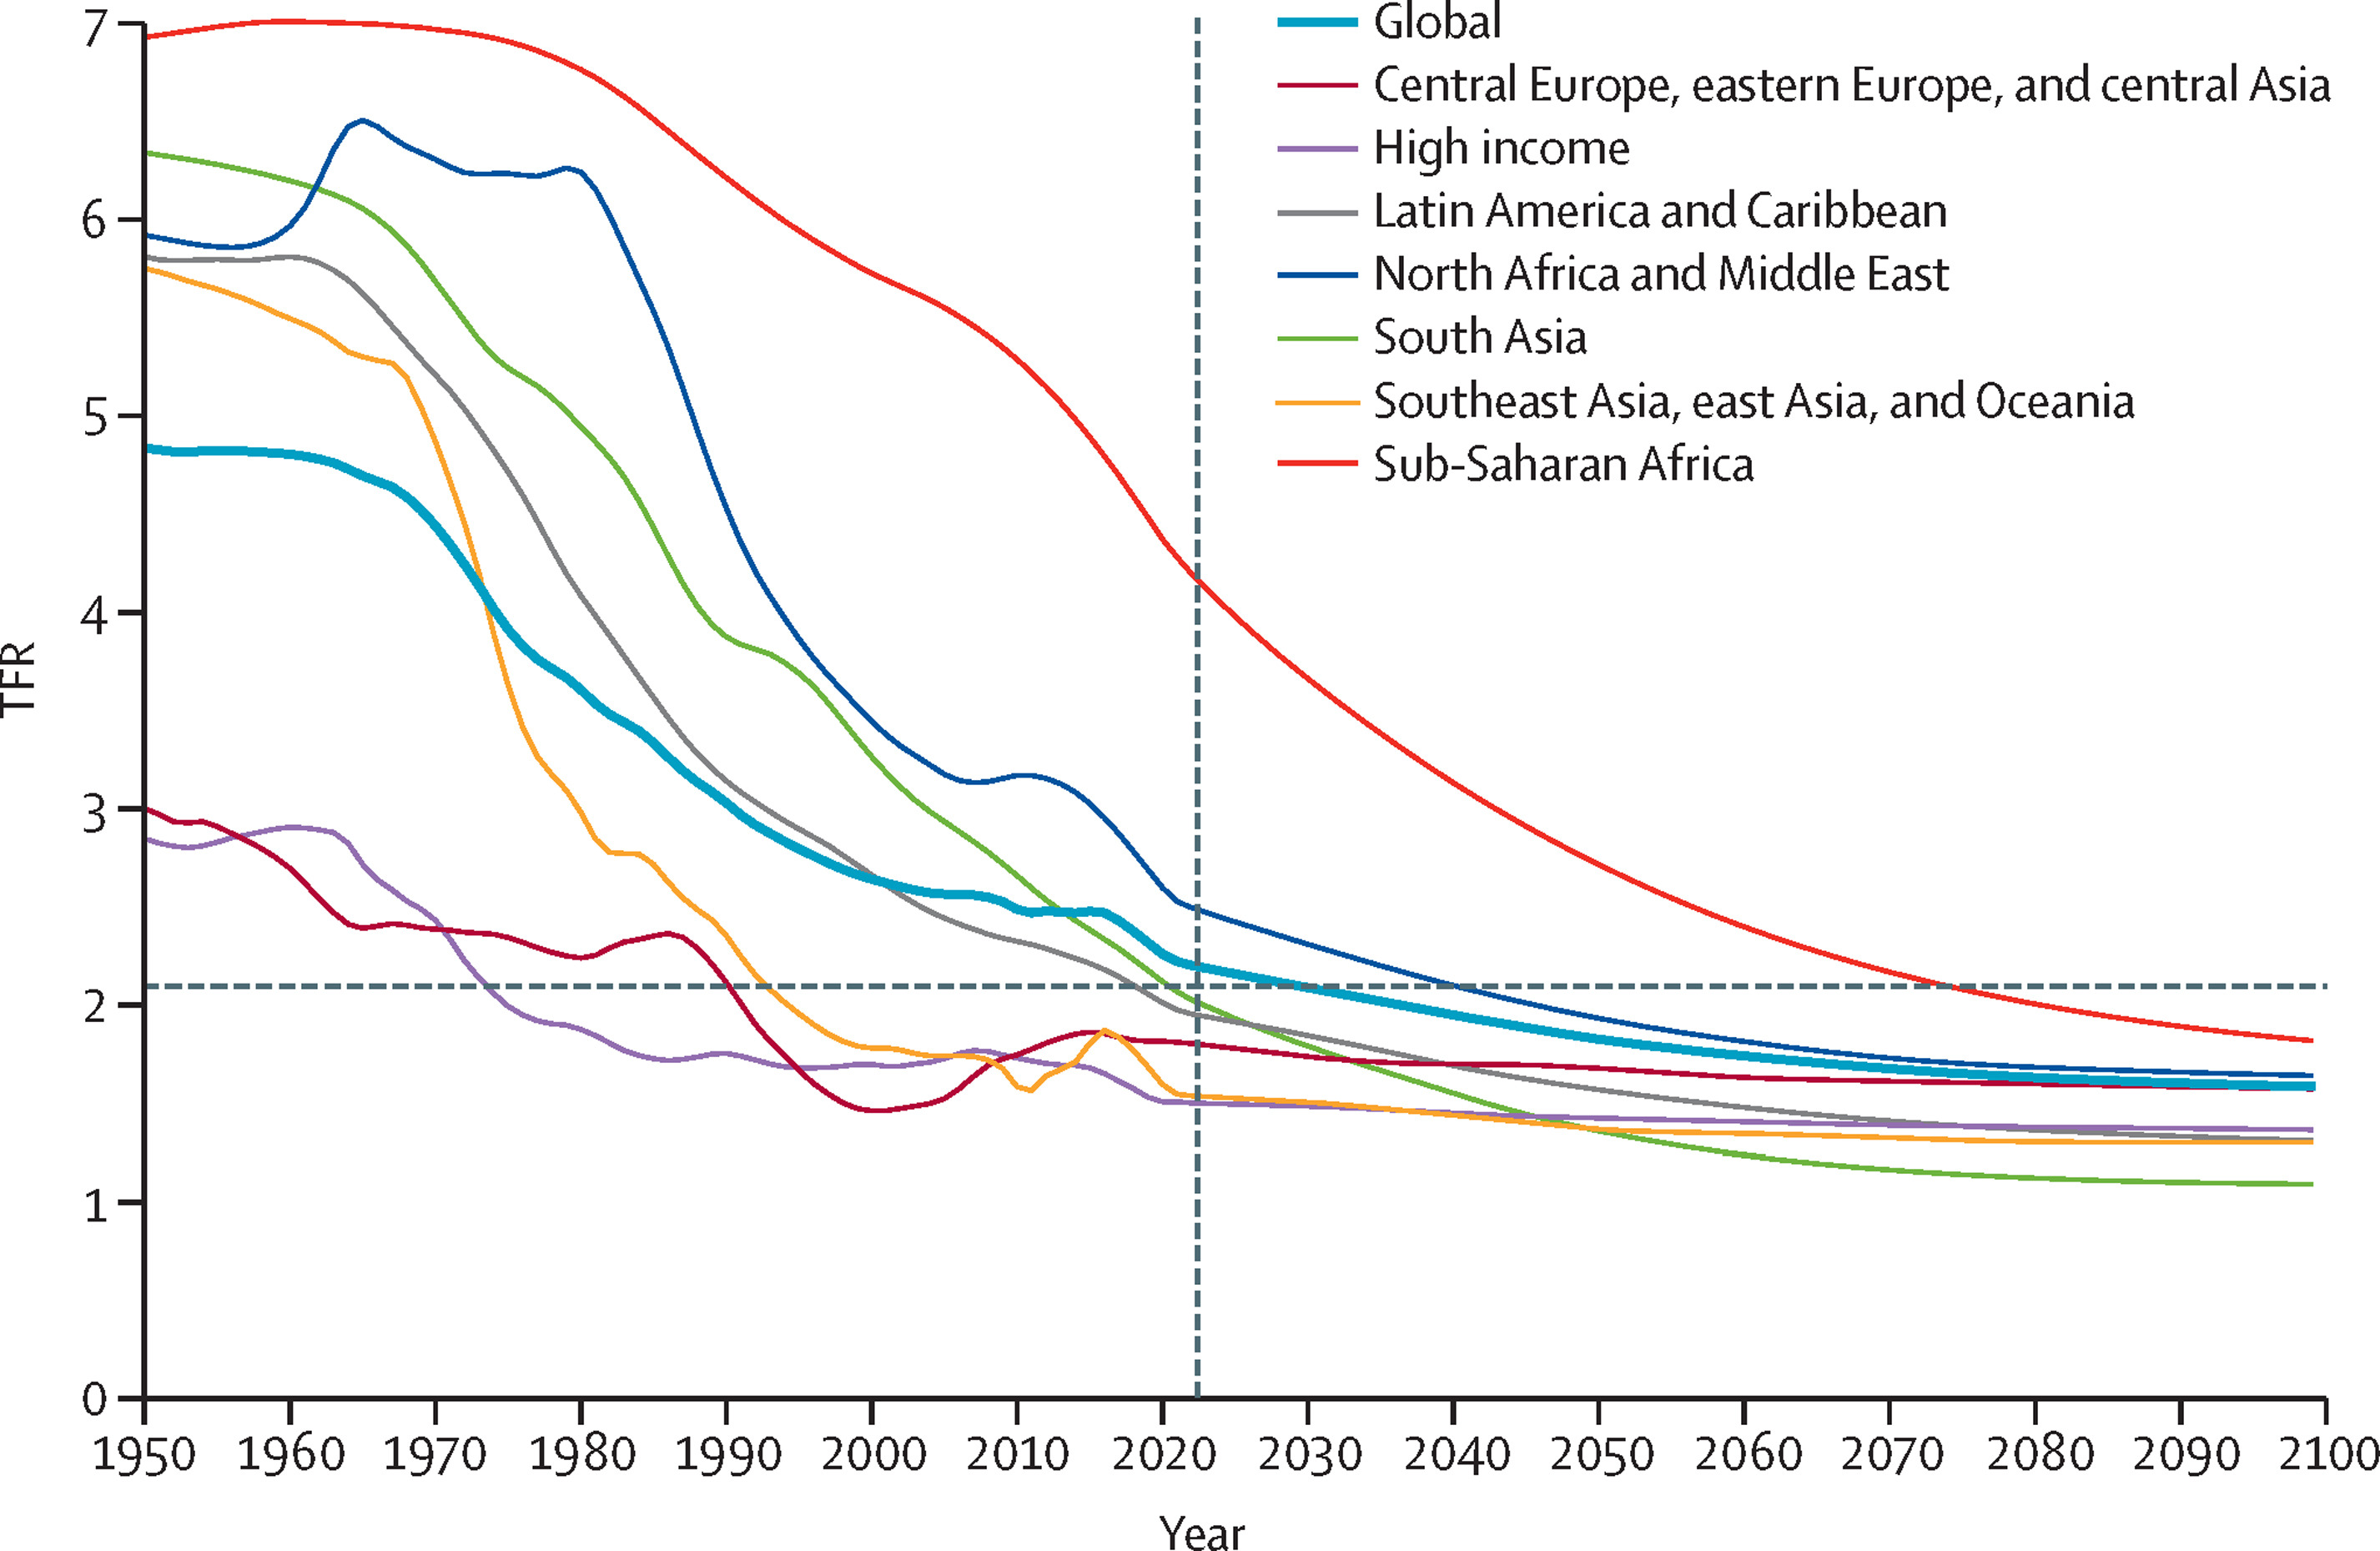 7
6
5
4
3
2
1
0
TFR
Global
Central Europe, eastern Europe, and central Asia
High income
Latin America and Caribbean
North Africa and Middle East
South Asia
Southeast Asia, east Asia, and Oceania
Sub-Saharan Africa
1950 1960 1970 1980 1990 2000 2010 2020 2030 2040 2050 2060 2070 2080 2090 2100
Year